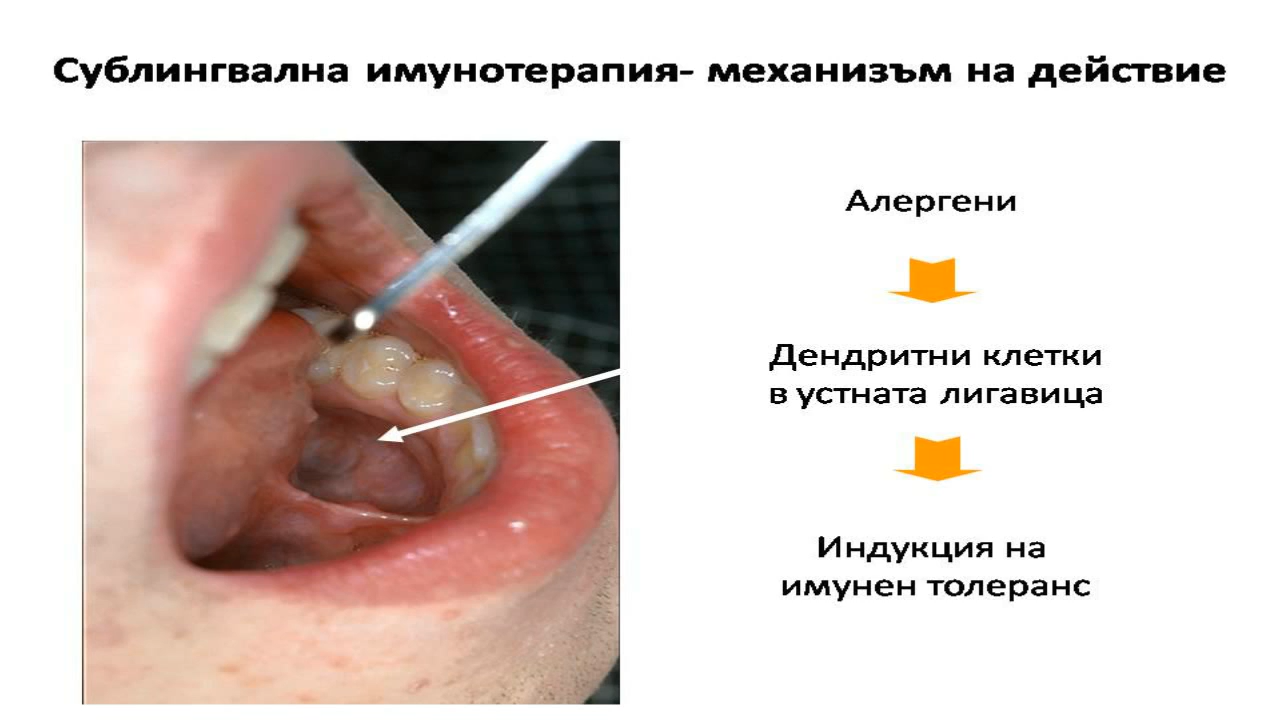 Сублингвална имунотерапия- механизъм на действие
Алергени
Дендритни клетки
в устната лигавица
Индукция на
имунен толеранс